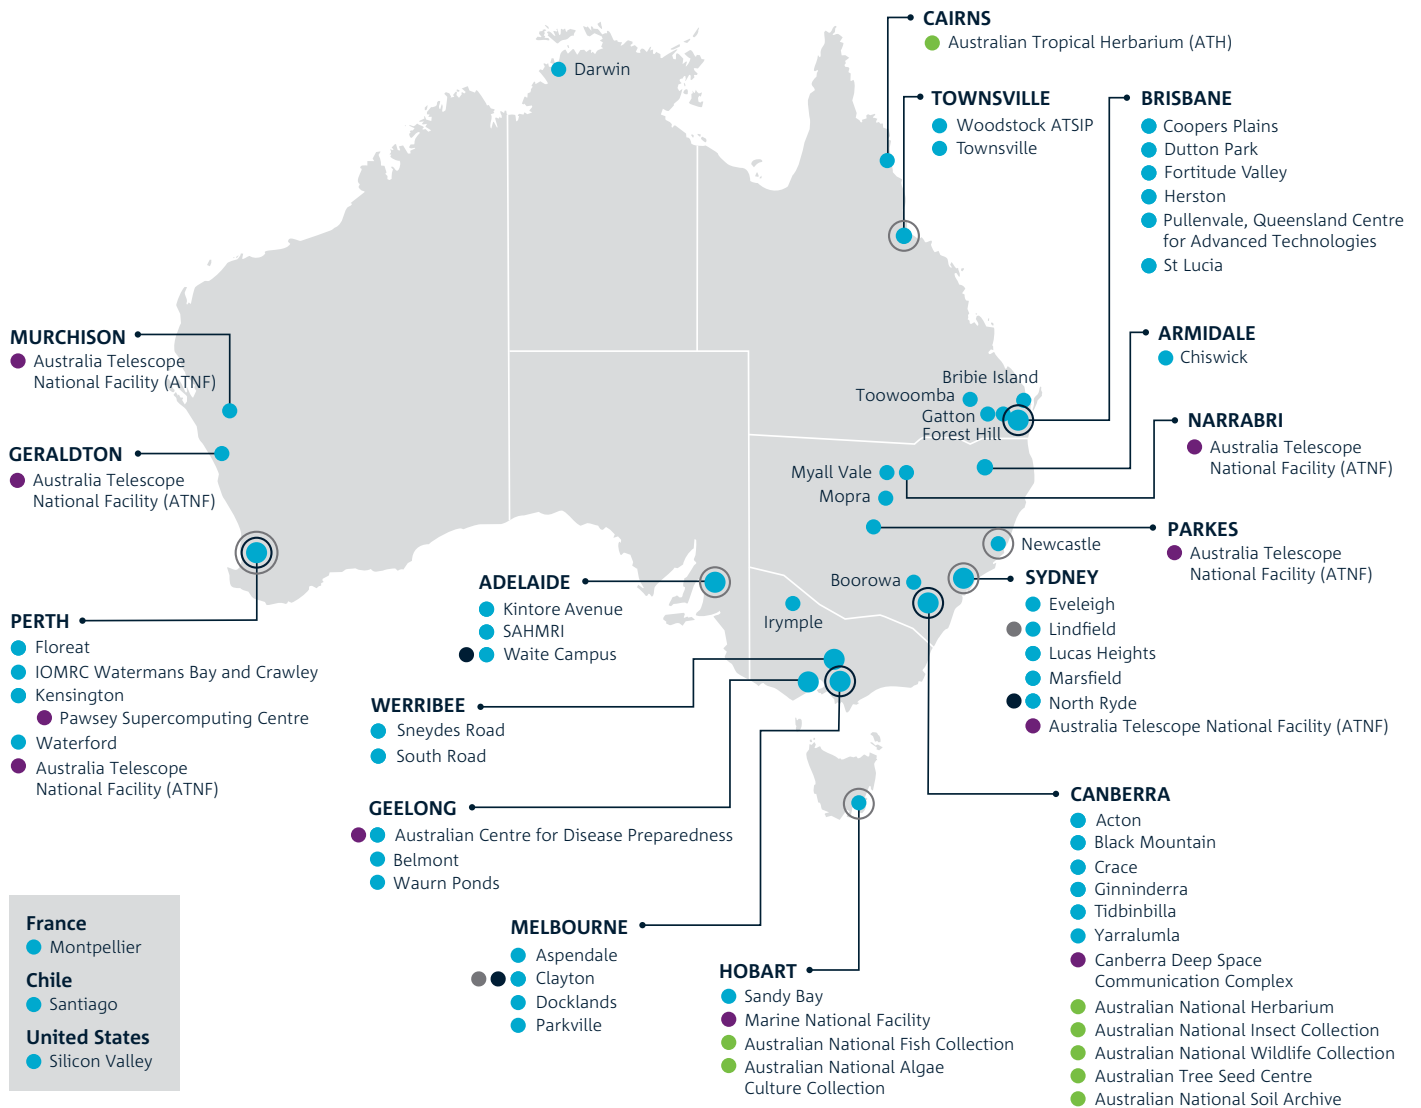 CAIRNS
Australian Tropical Herbarium (ATH)
Darwin
TOWNSVILLE
Woodstock ATSIP
Townsville
BRISBANE
Coopers Plains
Dutton Park
Fortitude Valley
Herston
Pullenvale, Queensland Centre
for Advanced Technologies
St Lucia
MURCHISON
Australia Telescope
National Facility (ATNF)
GERALDTON
Australia Telescope
National Facility (ATNF)
Bribie Island
Toowoomba
Gatton
Forest Hill
ARMIDALE
Chiswick
NARRABRI
Australia Telescope
National Facility (ATNF)
Myall Vale
Mopra
PARKES
Australia Telescope
National Facility (ATNF)
Newcastle
Boorowa
Irymple
SYDNEY
Eveleigh
Lindfield
Lucas Heights
Marsfield
North Ryde
Australia Telescope National Facility (ATNF)
ADELAIDE
Kintore Avenue
SAHMRI
Waite Campus
PERTH
Floreat
IOMRC Watermans Bay and Crawley
Kensington
Pawsey Supercomputing Centre
Waterford
Australia Telescope
National Facility (ATNF)
WERRIBEE
Sneydes Road
South Road
GEELONG
Australian Centre for Disease Preparedness
Belmont
Waurn Ponds
MELBOURNE
Aspendale
Clayton
Docklands
Parkville
HOBART
Sandy Bay
Marine National Facility
Australian National Fish Collection
Australian National Algae
Culture Collection
CANBERRA
Acton
Black Mountain
Crace
Ginninderra
Tidbinbilla
Yarralumla
Canberra Deep Space
Communication Complex
Australian National Herbarium
Australian National Insect Collection
Australian National Wildlife Collection
Australian Tree Seed Centre
Australian National Soil Archive
France
Montpellier
Chile
Santiago
United States
Silicon Valley